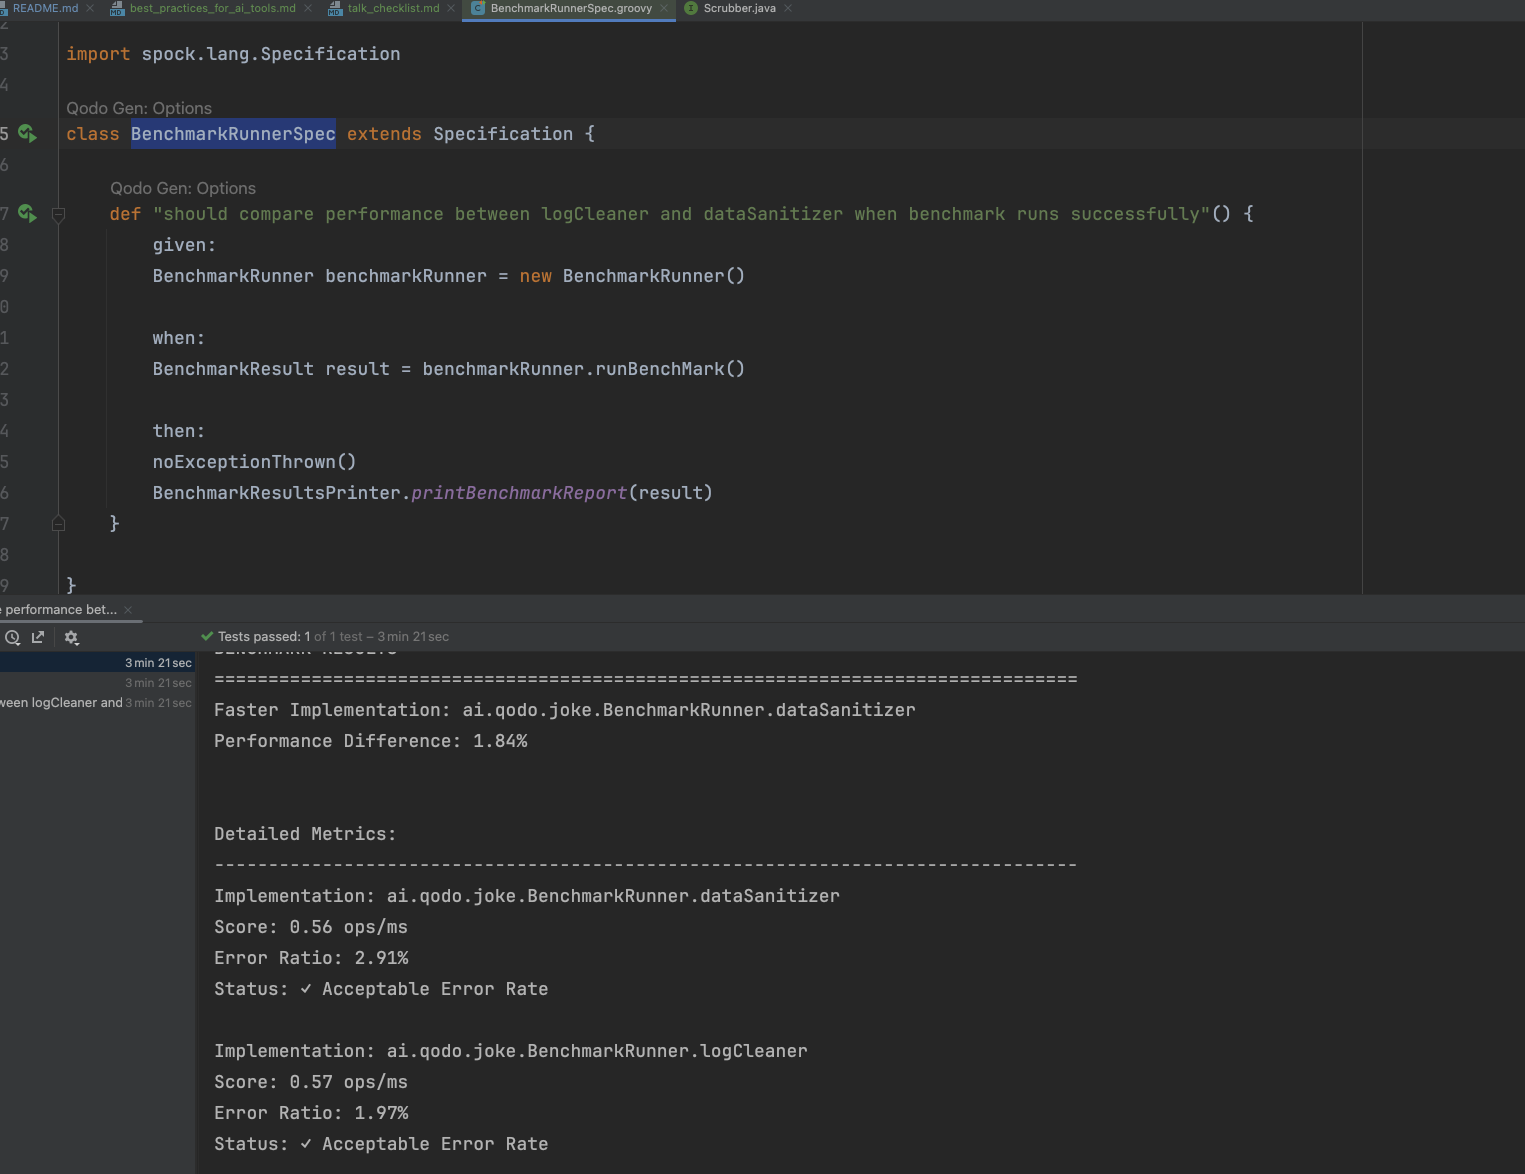 README.md best_practices_for_ai_tools.md talk_checklist.md BenchmarkRunnerSpec.groovy Scrubber.java
2
3 import spock.lang.Specification
4
Qodo Gen: Options
5 class BenchmarkRunnerSpec extends Specification {
6
Qodo Gen: Options
7 def "should compare performance between logCleaner and dataSanitizer when benchmark runs successfully"() {
8 given:
9 BenchmarkRunner benchmarkRunner = new BenchmarkRunner()
0
1 when:
2 BenchmarkResult result = benchmarkRunner.runBenchMark()
3
4 then:
5 noExceptionThrown()
6 BenchmarkResultsPrinter.printBenchmarkReport(result)
7 }
8
9 }
e performance bet...
✔ Tests passed: 1 of 1 test – 3 min 21 sec
3 min 21 sec
3 min 21 sec
ween logCleaner and 3 min 21 sec
BENCHMARK RESULTS
================================================================================
Faster Implementation: ai.qodo.joke.BenchmarkRunner.dataSanitizer
Performance Difference: 1.84%
Detailed Metrics:
--------------------------------------------------------------------------------
Implementation: ai.qodo.joke.BenchmarkRunner.dataSanitizer
Score: 0.56 ops/ms
Error Ratio: 2.91%
Status: ✓ Acceptable Error Rate
Implementation: ai.qodo.joke.BenchmarkRunner.logCleaner
Score: 0.57 ops/ms
Error Ratio: 1.97%
Status: ✓ Acceptable Error Rate